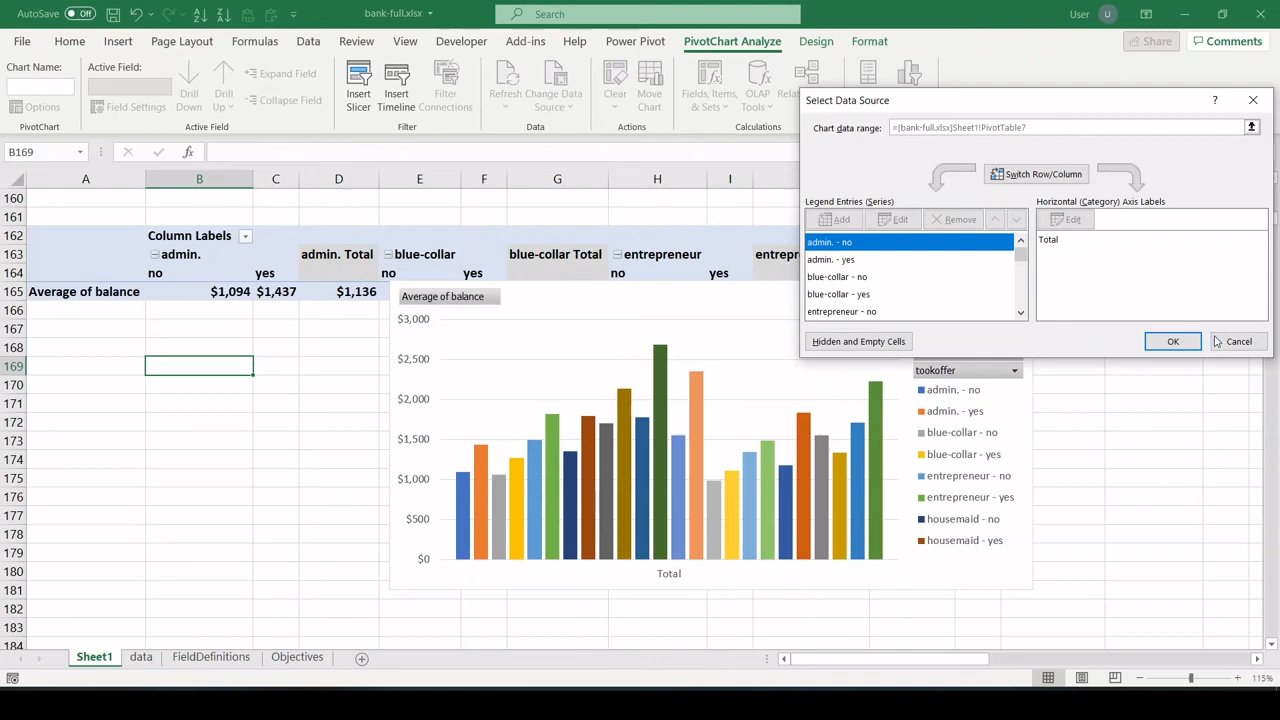 AutoSave Off bank-full.xlsx Search User U
File Home Insert Page Layout Formulas Data Review View Developer Add-ins Help Power Pivot PivotChart Analyze Design Format Share Comments
Chart Name: Active Field:
Options Field Settings
PivotChart
Drill Down
Drill Up
Expand Field
Collapse Field
Active Field
Insert Slicer
Insert Timeline
Filter Connections
Filter
Refresh
Change Data Source
Data
Clear
Move Chart
Actions
Fields, Items, & Sets
OLAP Tools
Calculations
Select Data Source ?
Chart data range: =[bank-full.xlsx]Sheet1!PivotTable7
Switch Row/Column
Legend Entries (Series) Horizontal (Category) Axis Labels
Add Edit Remove Edit
admin. - no Total
admin. - yes
blue-collar - no
blue-collar - yes
entrepreneur - no
Hidden and Empty Cells OK Cancel
B169 fx
A B C D E F G H I
160
161
162 Column Labels
163 admin. admin. Total blue-collar blue-collar Total entrepreneur entrep
164 no yes no yes no yes
165 Average of balance $1,094 $1,437 $1,136
166
167
168
169
170
171
172
173
174
175
176
177
178
179
180
181
182
183
184
Average of balance
$3,000
$2,500
$2,000
$1,500
$1,000
$500
$0
Total
tookoffer
admin. - no
admin. - yes
blue-collar - no
blue-collar - yes
entrepreneur - no
entrepreneur - yes
housemaid - no
housemaid - yes
Sheet1 data FieldDefinitions Objectives
115%